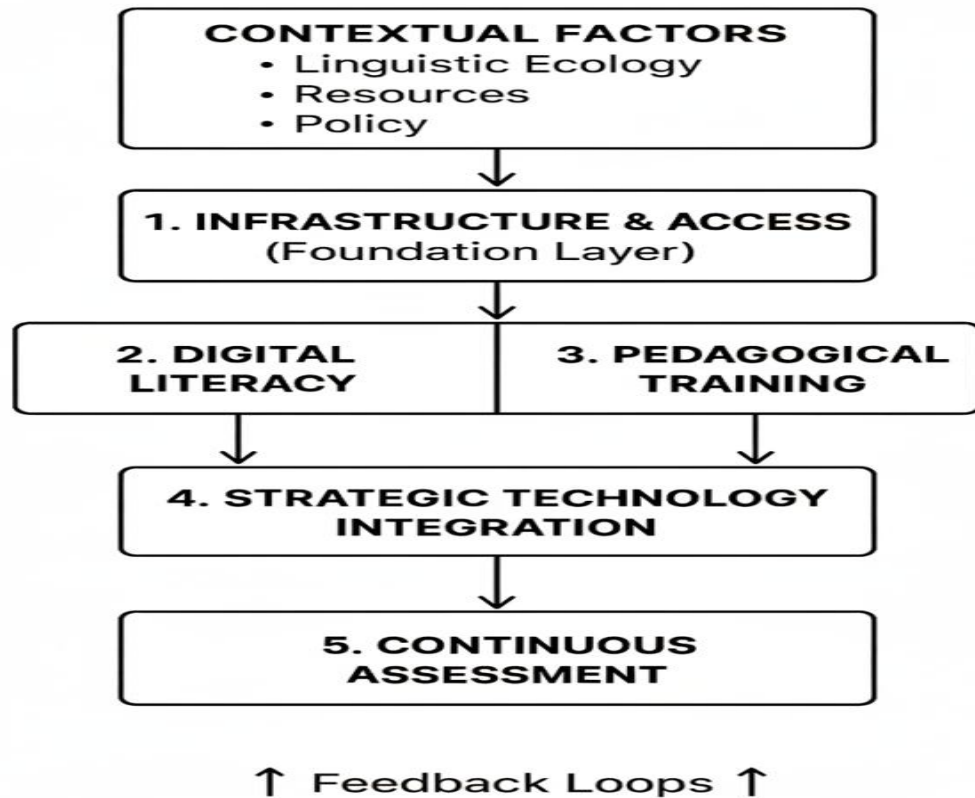 CONTEXTUAL FACTORS
• Linguistic Ecology
• Resources
• Policy
1. INFRASTRUCTURE & ACCESS
(Foundation Layer)
2. DIGITAL
LITERACY
3. PEDAGOGICAL
TRAINING
4. STRATEGIC TECHNOLOGY
INTEGRATION
5. CONTINUOUS
ASSESSMENT
↑ Feedback Loops ↑